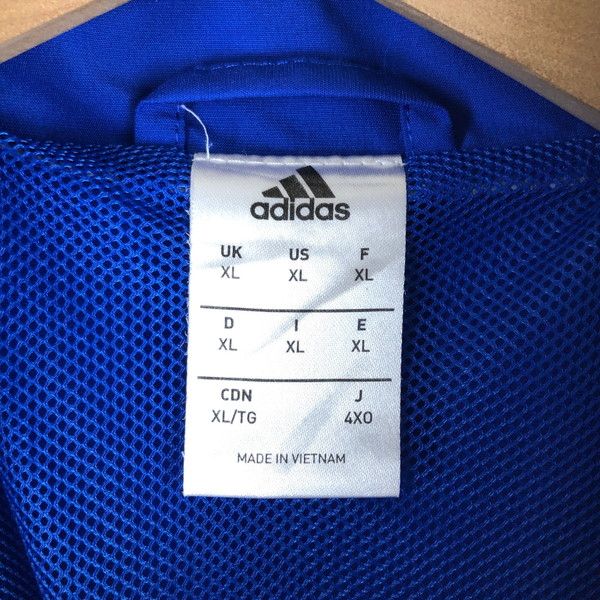 adidas
UK US F
XL XL XL
D I E
XL XL XL
CDN J
XL/TG 4XO
MADE IN VIETNAM